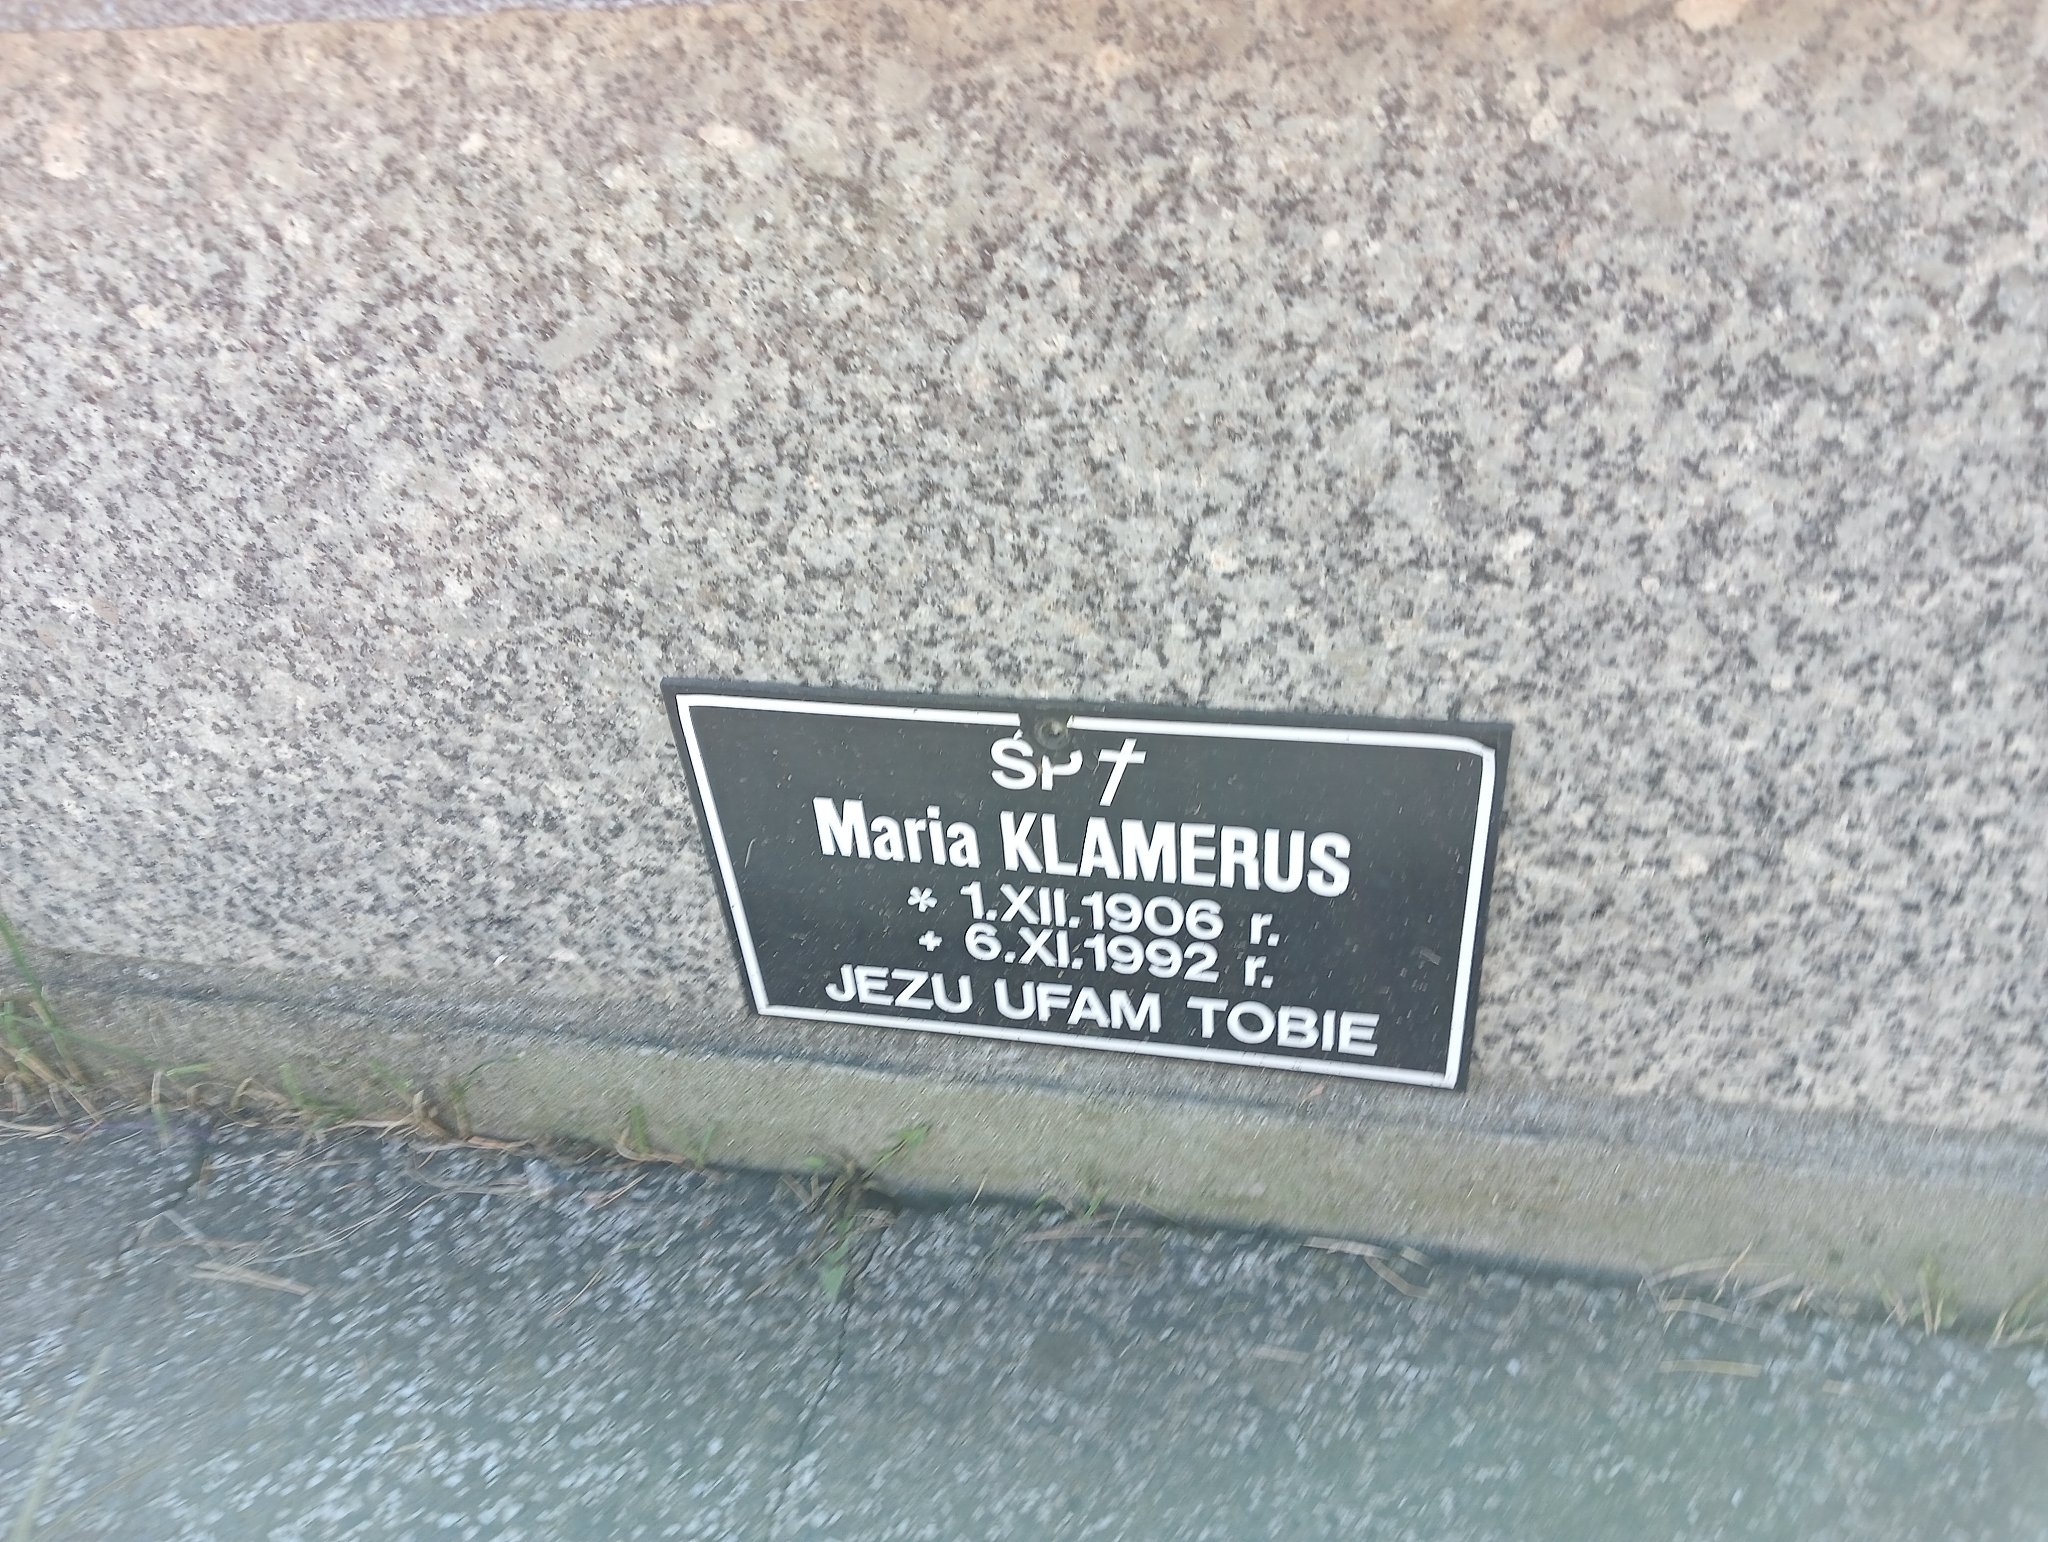 ŚP ✝
Maria KLAMERUS
* 1.XII.1906 r.
+ 6.XI.1992 r.
JEZU UFAM TOBIE